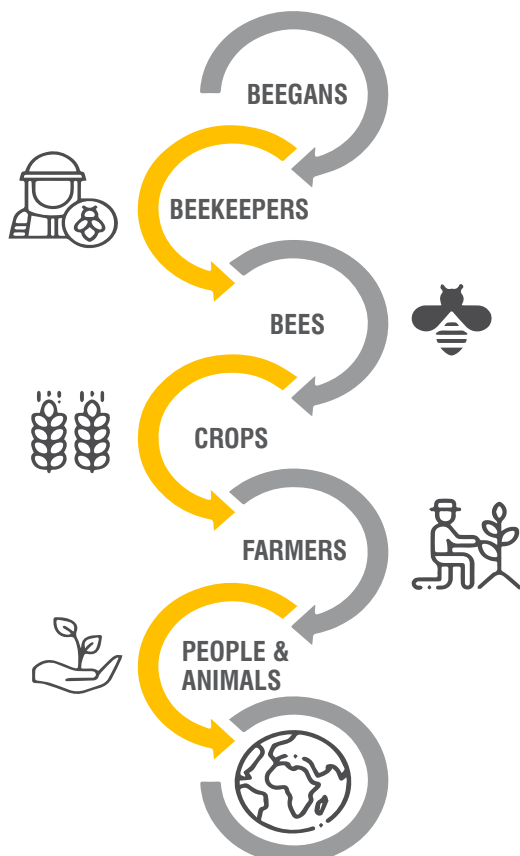 BEEGANS
BEEKEEPERS
BEES
CROPS
FARMERS
PEOPLE &
ANIMALS